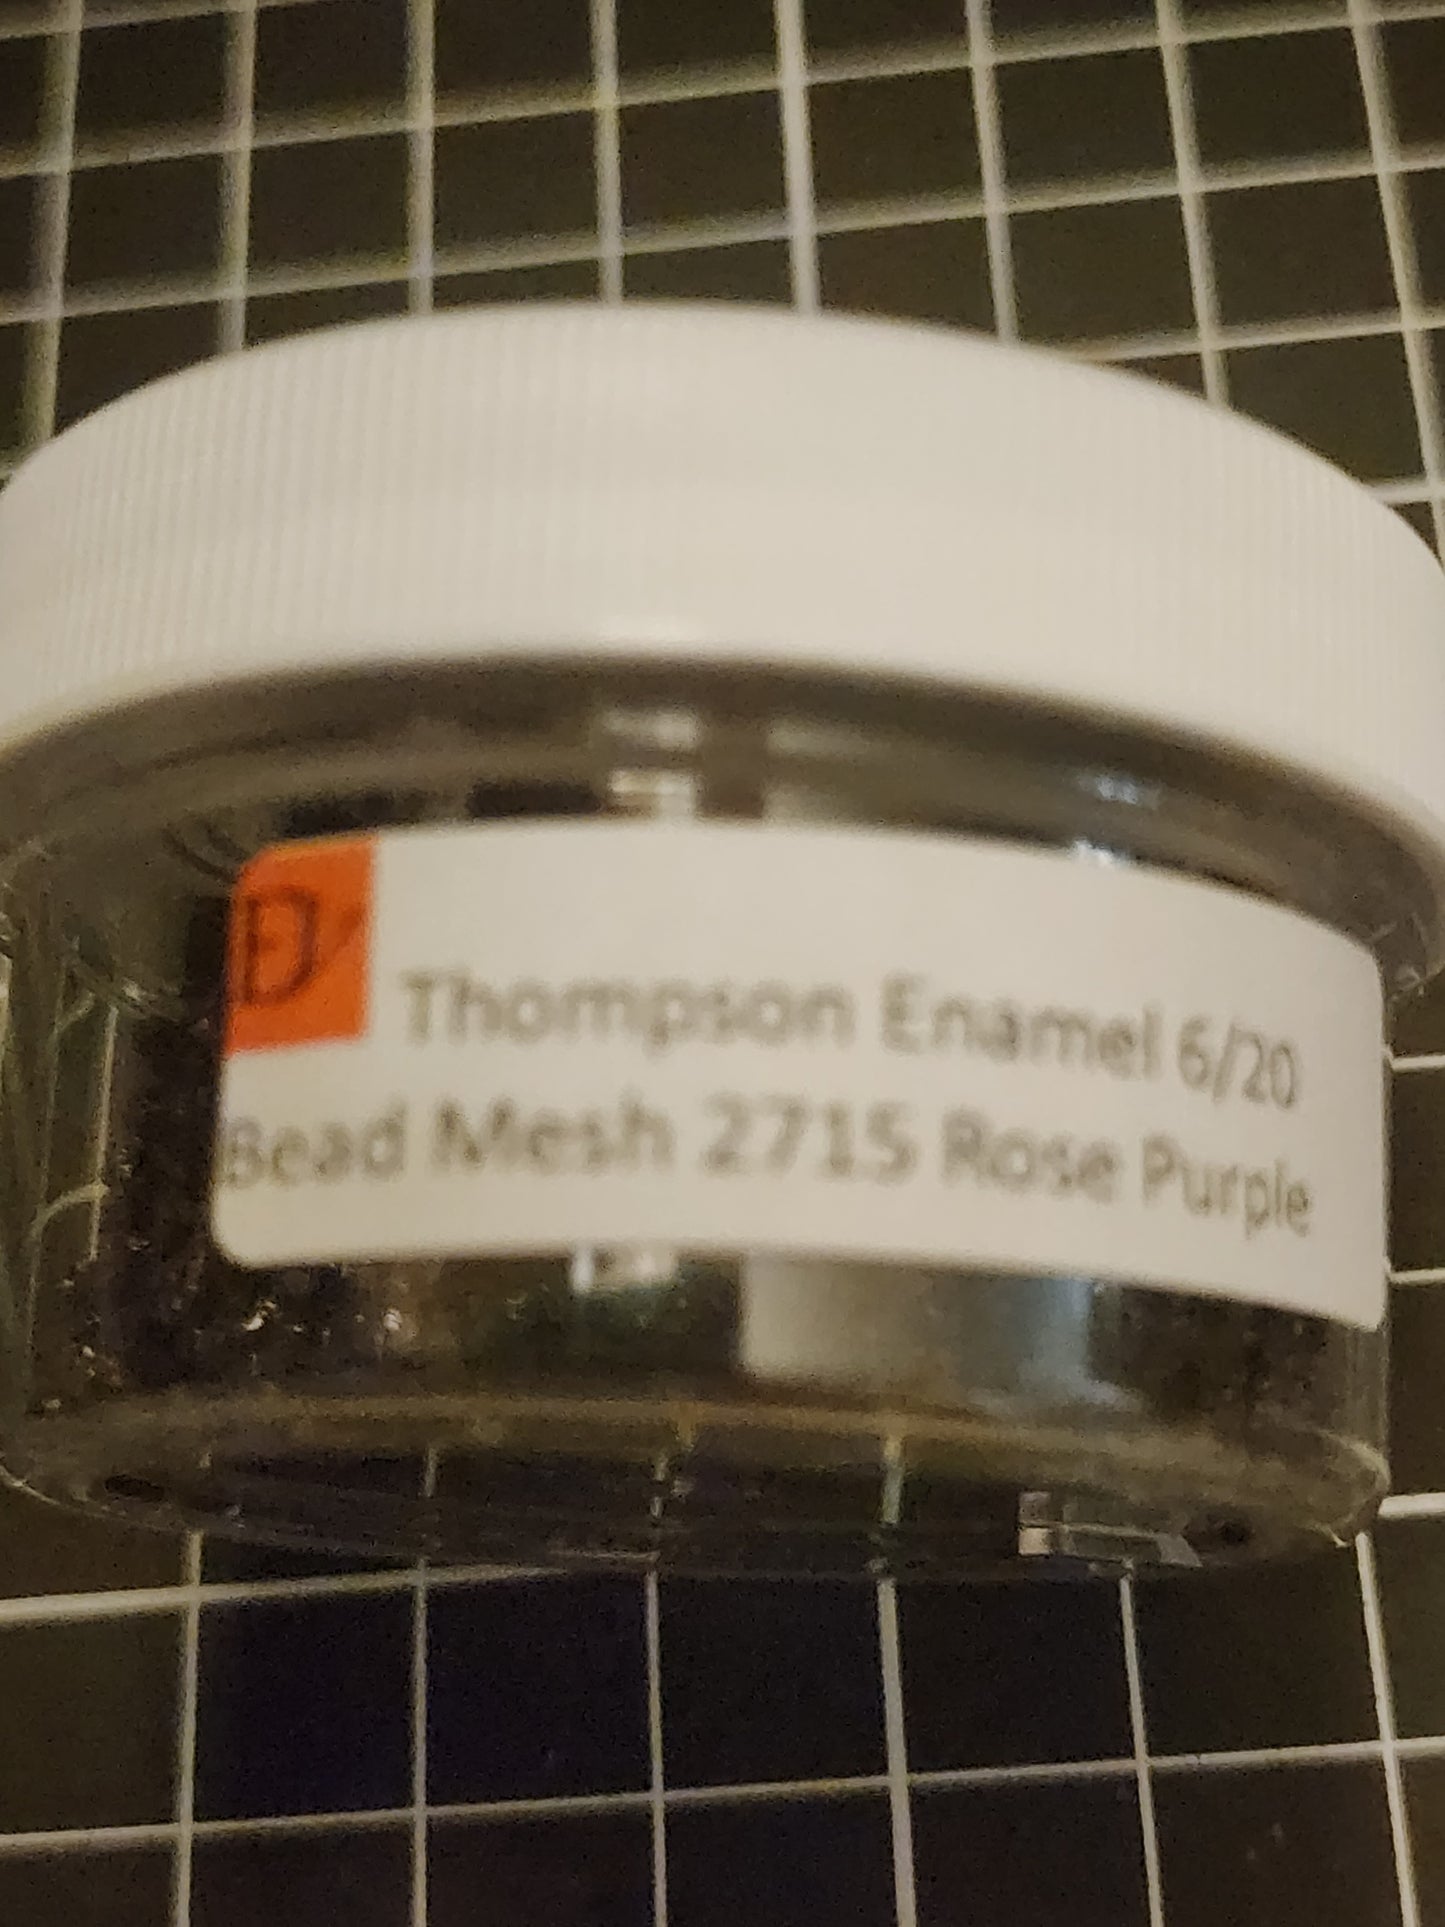 D
Thompson Enamel 6/20
Bead Mesh 2715 Rose Purple